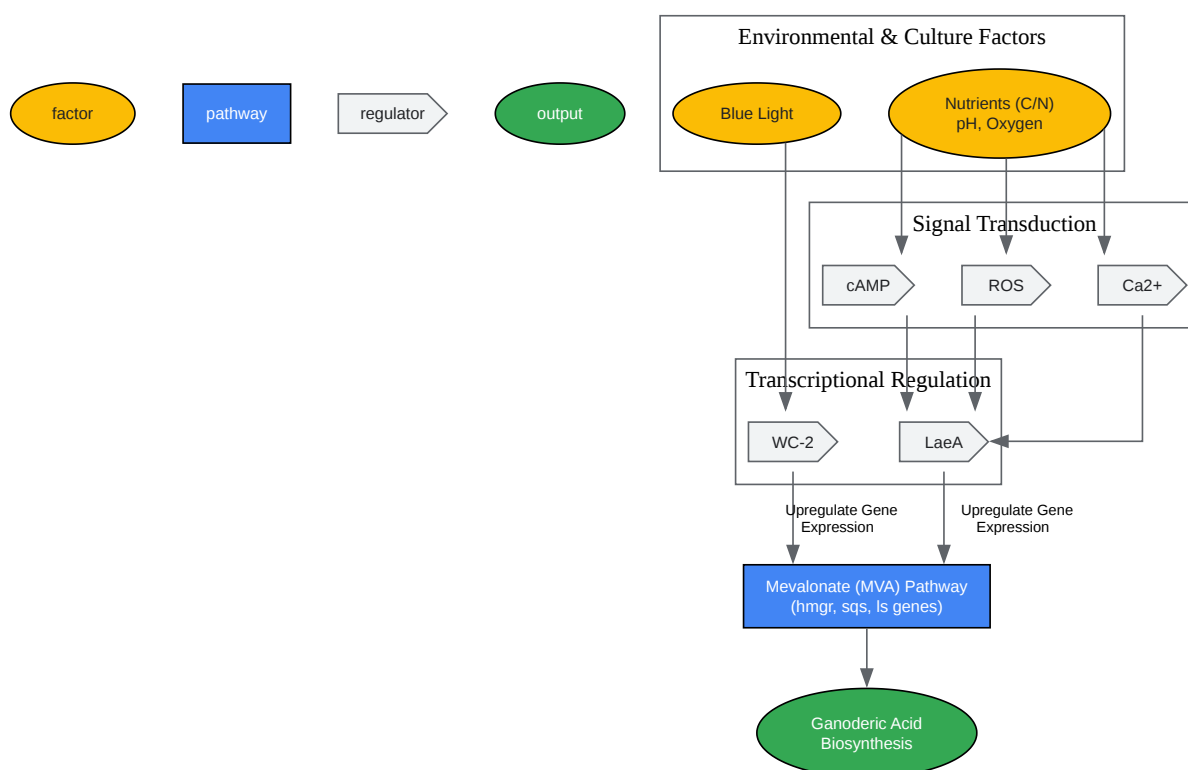 Environmental & Culture Factors
factor
pathway
regulator
output
Blue Light
Nutrients (C/N)
pH, Oxygen
Signal Transduction
cAMP
ROS
Ca2+
Transcriptional Regulation
WC-2
LaeA
Upregulate Gene
Expression
Upregulate Gene
Expression
Mevalonate (MVA) Pathway
(hmgr, sqs, ls genes)
Ganoderic Acid
Biosynthesis